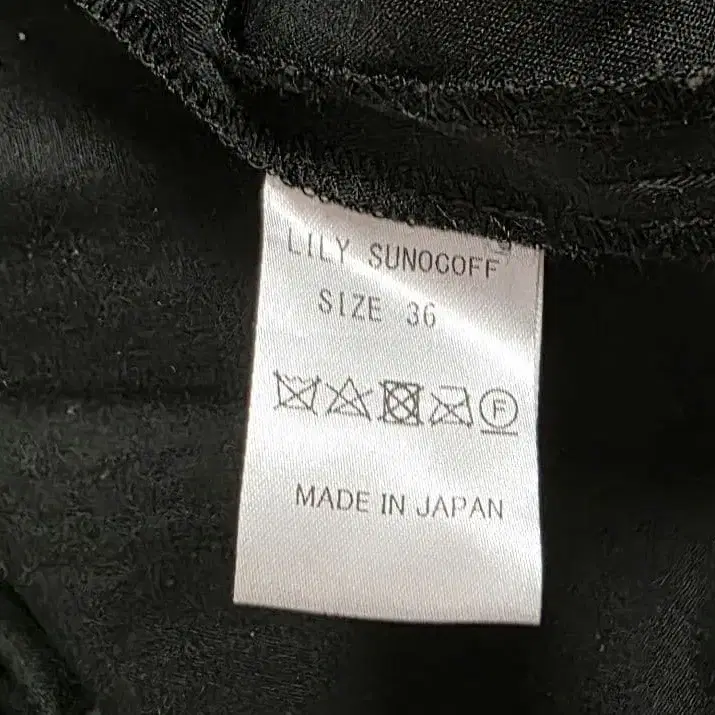 LILY SUNOCOFF
SIZE 36
F
MADE IN JAPAN